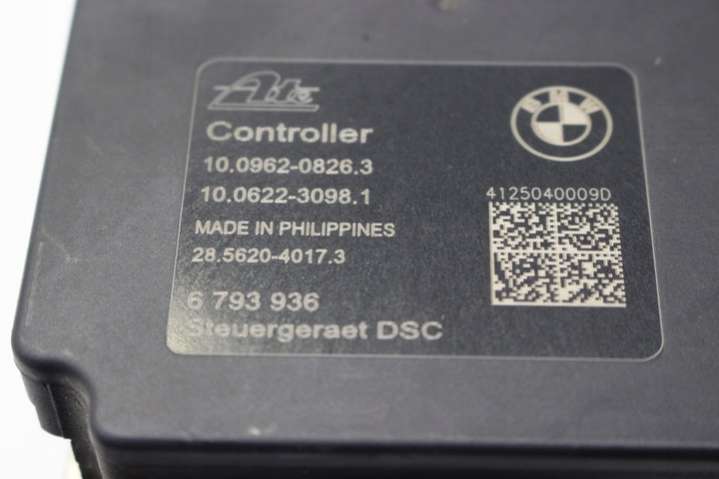 Ate
BMW
Controller
10.0962-0826.3
10.0622-3098.1
4125040009D
MADE IN PHILIPPINES
28.5620-4017.3
6 793 936
Steuergeraet DSC